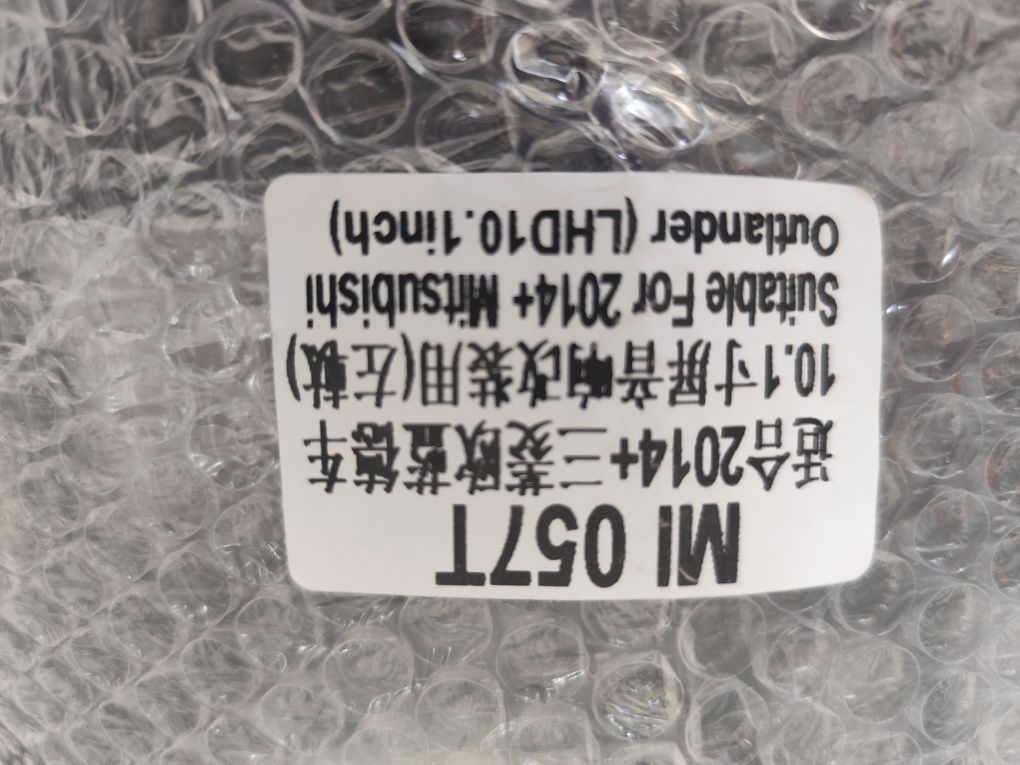 MI 057T
适合2014+三菱欧蓝德车
10.1寸屏音响改装用(左軚)
Suitable For 2014+ Mitsubishi
Outlander (LHD10.1inch)